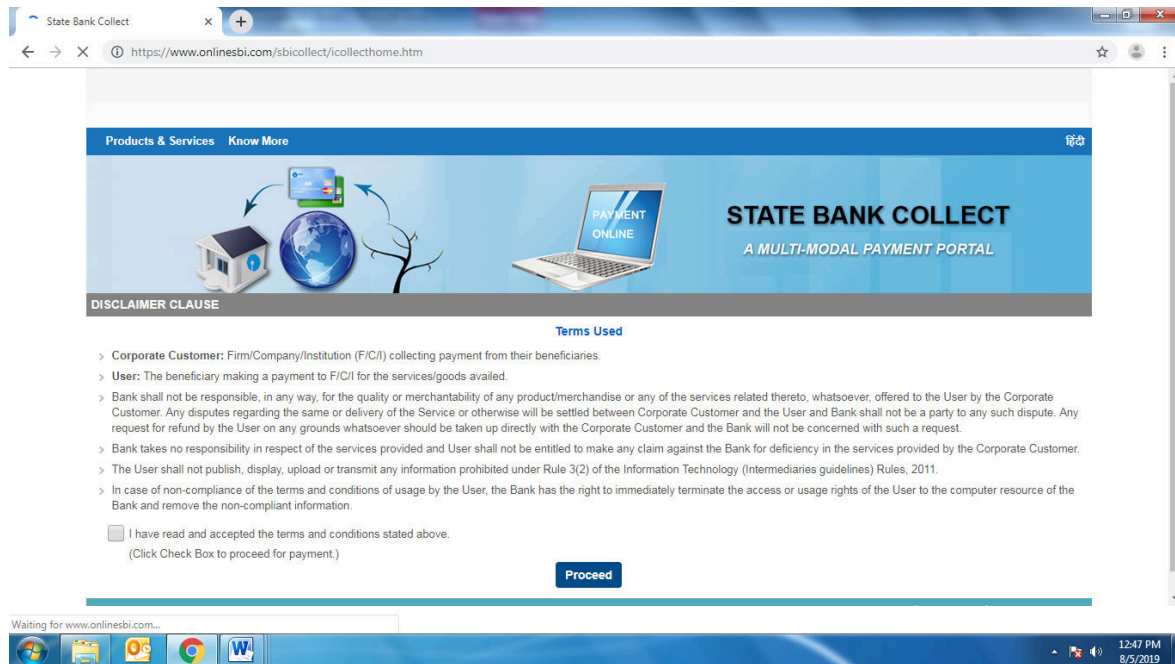 State Bank Collect
https://www.onlinesbi.com/sbicollect/icollecthome.htm
Products & Services Know More हिंदी
PAYMENT
ONLINE
STATE BANK COLLECT
A MULTI-MODAL PAYMENT PORTAL
DISCLAIMER CLAUSE
Terms Used
Corporate Customer: Firm/Company/Institution (F/C/I) collecting payment from their beneficiaries.
User: The beneficiary making a payment to F/C/I for the services/goods availed.
Bank shall not be responsible, in any way, for the quality or merchantability of any product/merchandise or any of the services related thereto, whatsoever, offered to the User by the Corporate
Customer. Any disputes regarding the same or delivery of the Service or otherwise will be settled between Corporate Customer and the User and Bank shall not be a party to any such dispute. Any
request for refund by the User on any grounds whatsoever should be taken up directly with the Corporate Customer and the Bank will not be concerned with such a request.
Bank takes no responsibility in respect of the services provided and User shall not be entitled to make any claim against the Bank for deficiency in the services provided by the Corporate Customer.
The User shall not publish, display, upload or transmit any information prohibited under Rule 3(2) of the Information Technology (Intermediaries guidelines) Rules, 2011.
In case of non-compliance of the terms and conditions of usage by the User, the Bank has the right to immediately terminate the access or usage rights of the User to the computer resource of the
Bank and remove the non-compliant information.
I have read and accepted the terms and conditions stated above.
(Click Check Box to proceed for payment.)
Proceed
Waiting for www.onlinesbi.com...
12:47 PM
8/5/2019